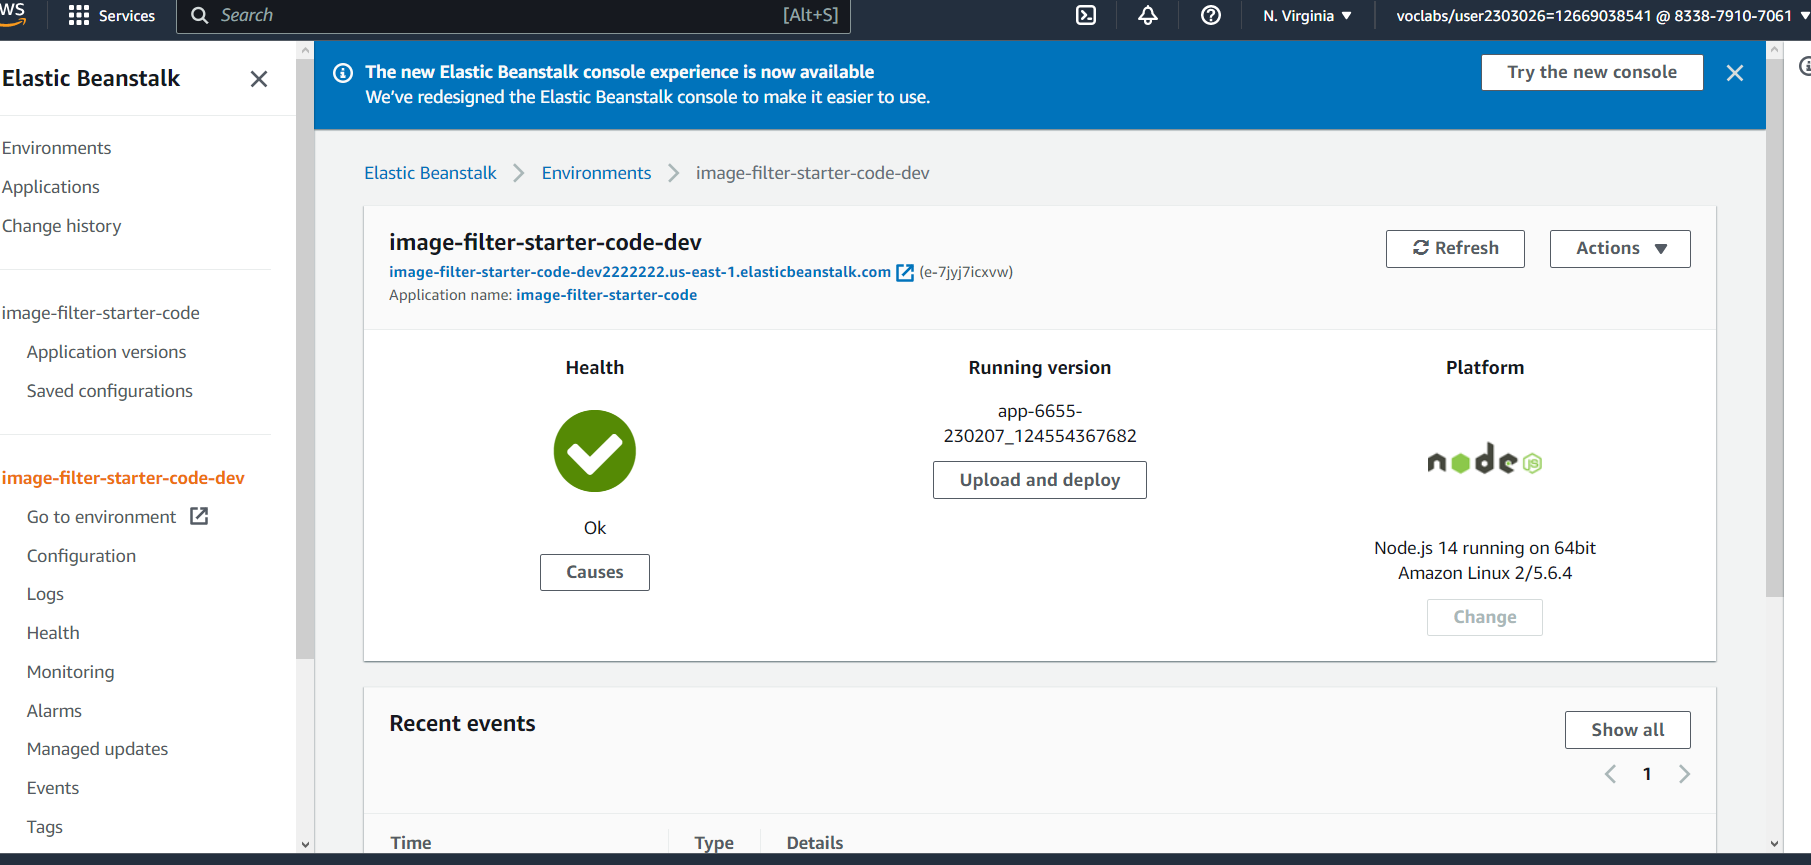 WS
Services
Search
[Alt+S]
N. Virginia
voclabs/user2303026=12669038541 @ 8338-7910-7061
Elastic Beanstalk
Environments
Applications
Change history
image-filter-starter-code
Application versions
Saved configurations
image-filter-starter-code-dev
Go to environment
Configuration
Logs
Health
Monitoring
Alarms
Managed updates
Events
Tags
The new Elastic Beanstalk console experience is now available
We’ve redesigned the Elastic Beanstalk console to make it easier to use.
Try the new console
Elastic Beanstalk
Environments
image-filter-starter-code-dev
image-filter-starter-code-dev
image-filter-starter-code-dev2222222.us-east-1.elasticbeanstalk.com (e-7jyj7icxvw)
Application name: image-filter-starter-code
Refresh
Actions
Health
Ok
Causes
Running version
app-6655-
230207_124554367682
Upload and deploy
Platform
node JS
Node.js 14 running on 64bit
Amazon Linux 2/5.6.4
Change
Recent events
Show all
1
Time
Type
Details